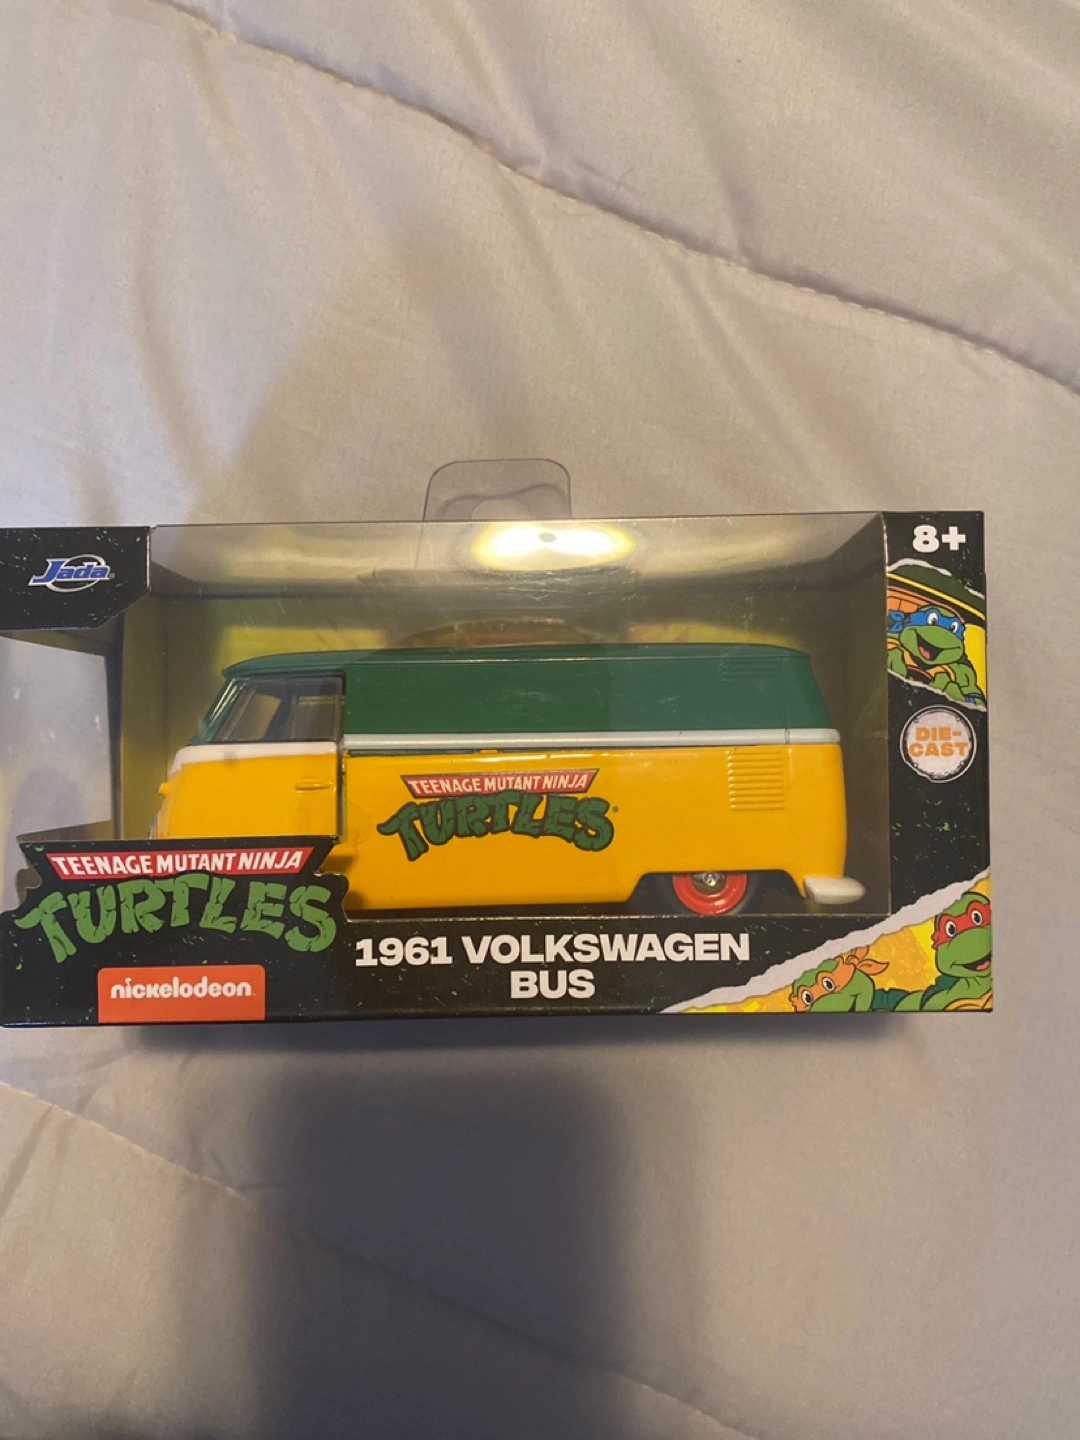 8+
Jada
DIE-
CAST
TEENAGE MUTANT NINJA
TURTLES
TEENAGE MUTANT NINJA
TURTLES
nickelodeon
1961 VOLKSWAGEN
BUS